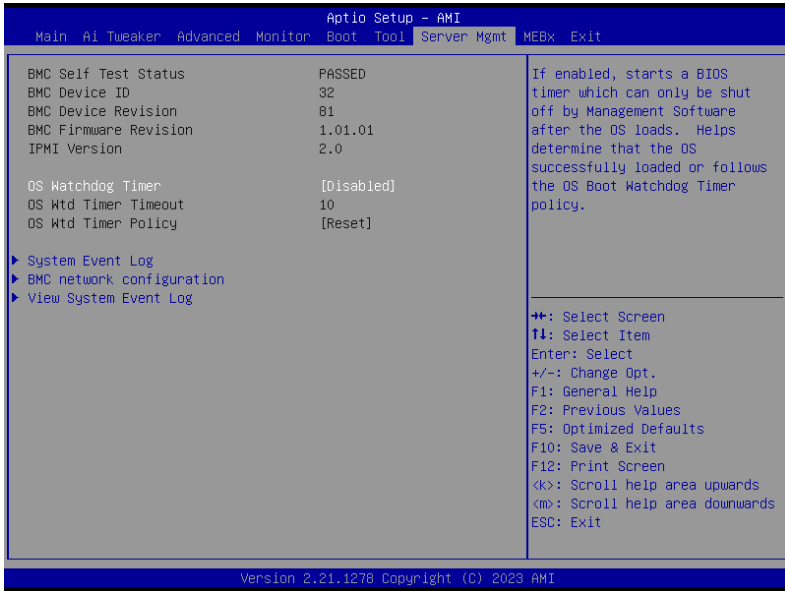 Aptio Setup - AMI
Main Ai Tweaker Advanced Monitor Boot Tool Server Mgmt MEBx Exit
BMC Self Test Status PASSED
BMC Device ID 32
BMC Device Revision 81
BMC Firmware Revision 1.01.01
IPMI Version 2.0
OS Watchdog Timer [Disabled]
OS Wtd Timer Timeout 10
OS Wtd Timer Policy [Reset]
System Event Log
BMC network configuration
View System Event Log
If enabled, starts a BIOS
timer which can only be shut
off by Management Software
after the OS loads. Helps
determine that the OS
successfully loaded or follows
the OS Boot Watchdog Timer
policy.
→←: Select Screen
↑↓: Select Item
Enter: Select
+/-: Change Opt.
F1: General Help
F2: Previous Values
F5: Optimized Defaults
F10: Save & Exit
F12: Print Screen
<k>: Scroll help area upwards
<m>: Scroll help area downwards
ESC: Exit
Version 2.21.1278 Copyright (C) 2023 AMI